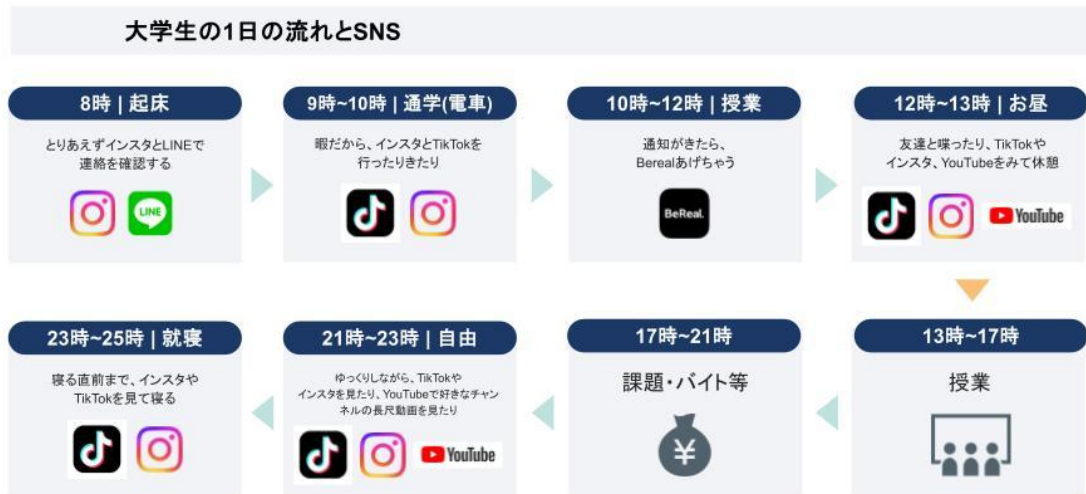 大学生の1日の流れとSNS
8時 | 起床
とりあえずインスタとLINEで
連絡を確認する
LINE
9時~10時 | 通学(電車)
暇だから、インスタとTikTokを
行ったりきたり
10時~12時 | 授業
通知がきたら、
Berealあげちゃう
BeReal.
12時~13時 | お昼
友達と喋ったり、TikTokや
インスタ、YouTubeをみて休憩
YouTube
13時~17時
授業
17時~21時
課題・バイト等
¥
21時~23時 | 自由
ゆっくりしながら、TikTokや
インスタを見たり、YouTubeで好きなチャン
ネルの長尺動画を見たり
YouTube
23時~25時 | 就寝
寝る直前まで、インスタや
TikTokを見て寝る